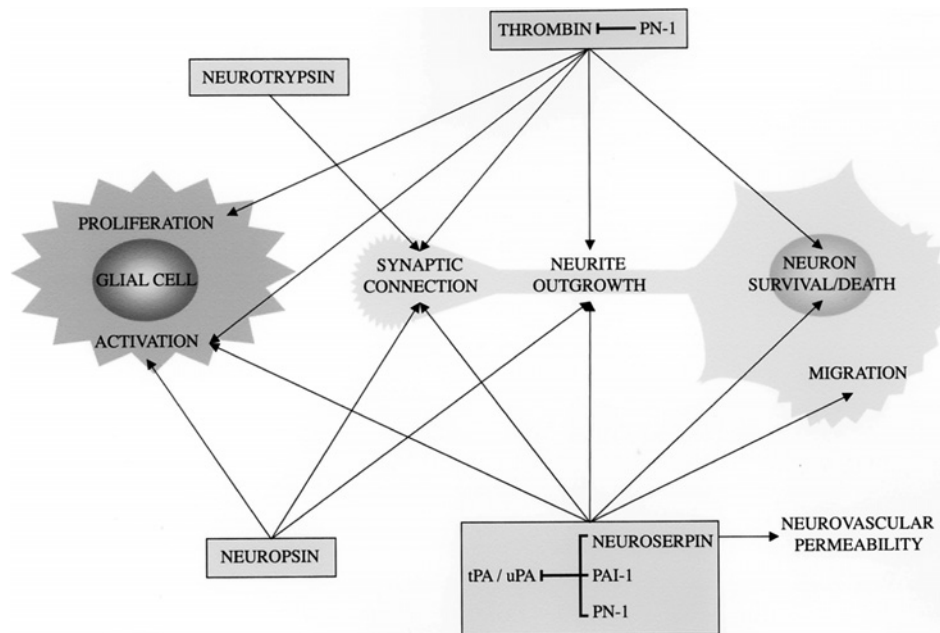 THROMBIN PN-1
NEUROTRYPSIN
PROLIFERATION
GLIAL CELL
ACTIVATION
SYNAPTIC
CONNECTION
NEURITE
OUTGROWTH
NEURON
SURVIVAL/DEATH
MIGRATION
NEUROPSIN
NEUROSERPIN
tPA / uPA PAI-1
PN-1
NEUROVASCULAR
PERMEABILITY